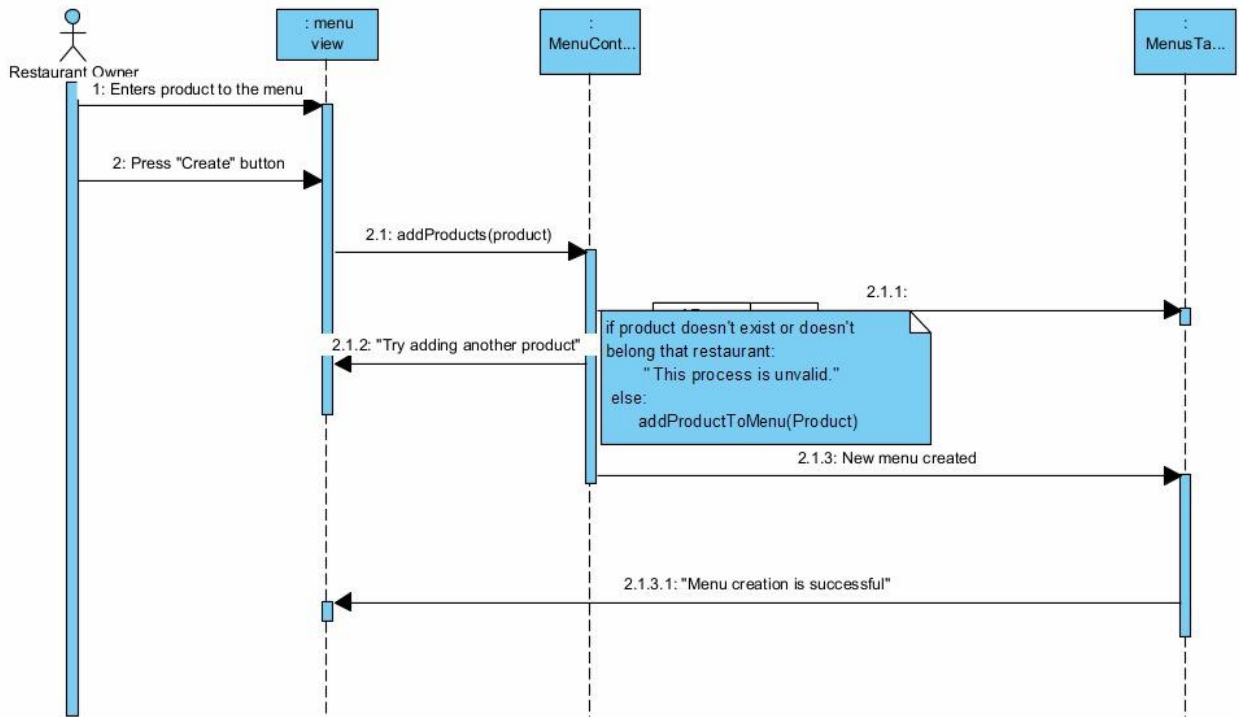 : menu
view
:
MenuCont...
:
MenusTa...
Restaurant Owner
1: Enters product to the menu
2: Press "Create" button
2.1: addProducts(product)
2.1.1:
if product doesn't exist or doesn't
belong that restaurant:
" This process is unvalid."
else:
addProductToMenu(Product)
2.1.2: "Try adding another product"
2.1.3: New menu created
2.1.3.1: "Menu creation is successful"